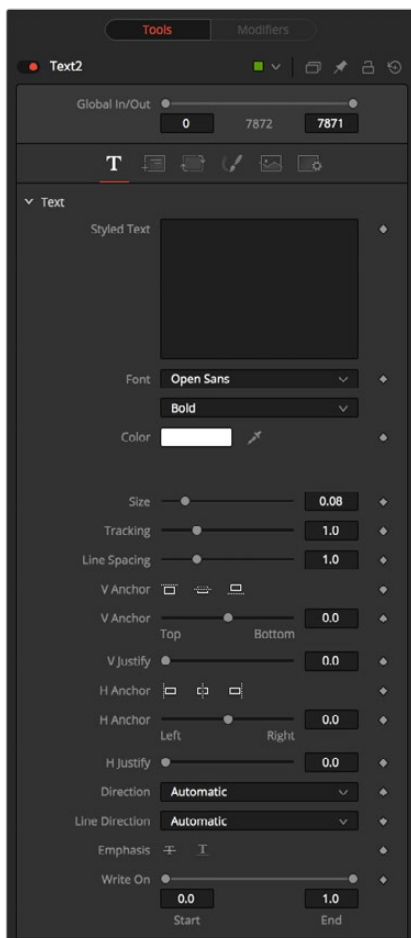 Tools Modifiers
Text2
Global In/Out
0 7872 7871
T
Text
Styled Text
Font Open Sans
Bold
Color
Size 0.08
Tracking 1.0
Line Spacing 1.0
V Anchor
V Anchor 0.0
Top Bottom
V Justify 0.0
H Anchor
H Anchor 0.0
Left Right
H Justify 0.0
Direction Automatic
Line Direction Automatic
Emphasis T T
Write On
0.0 1.0
Start End